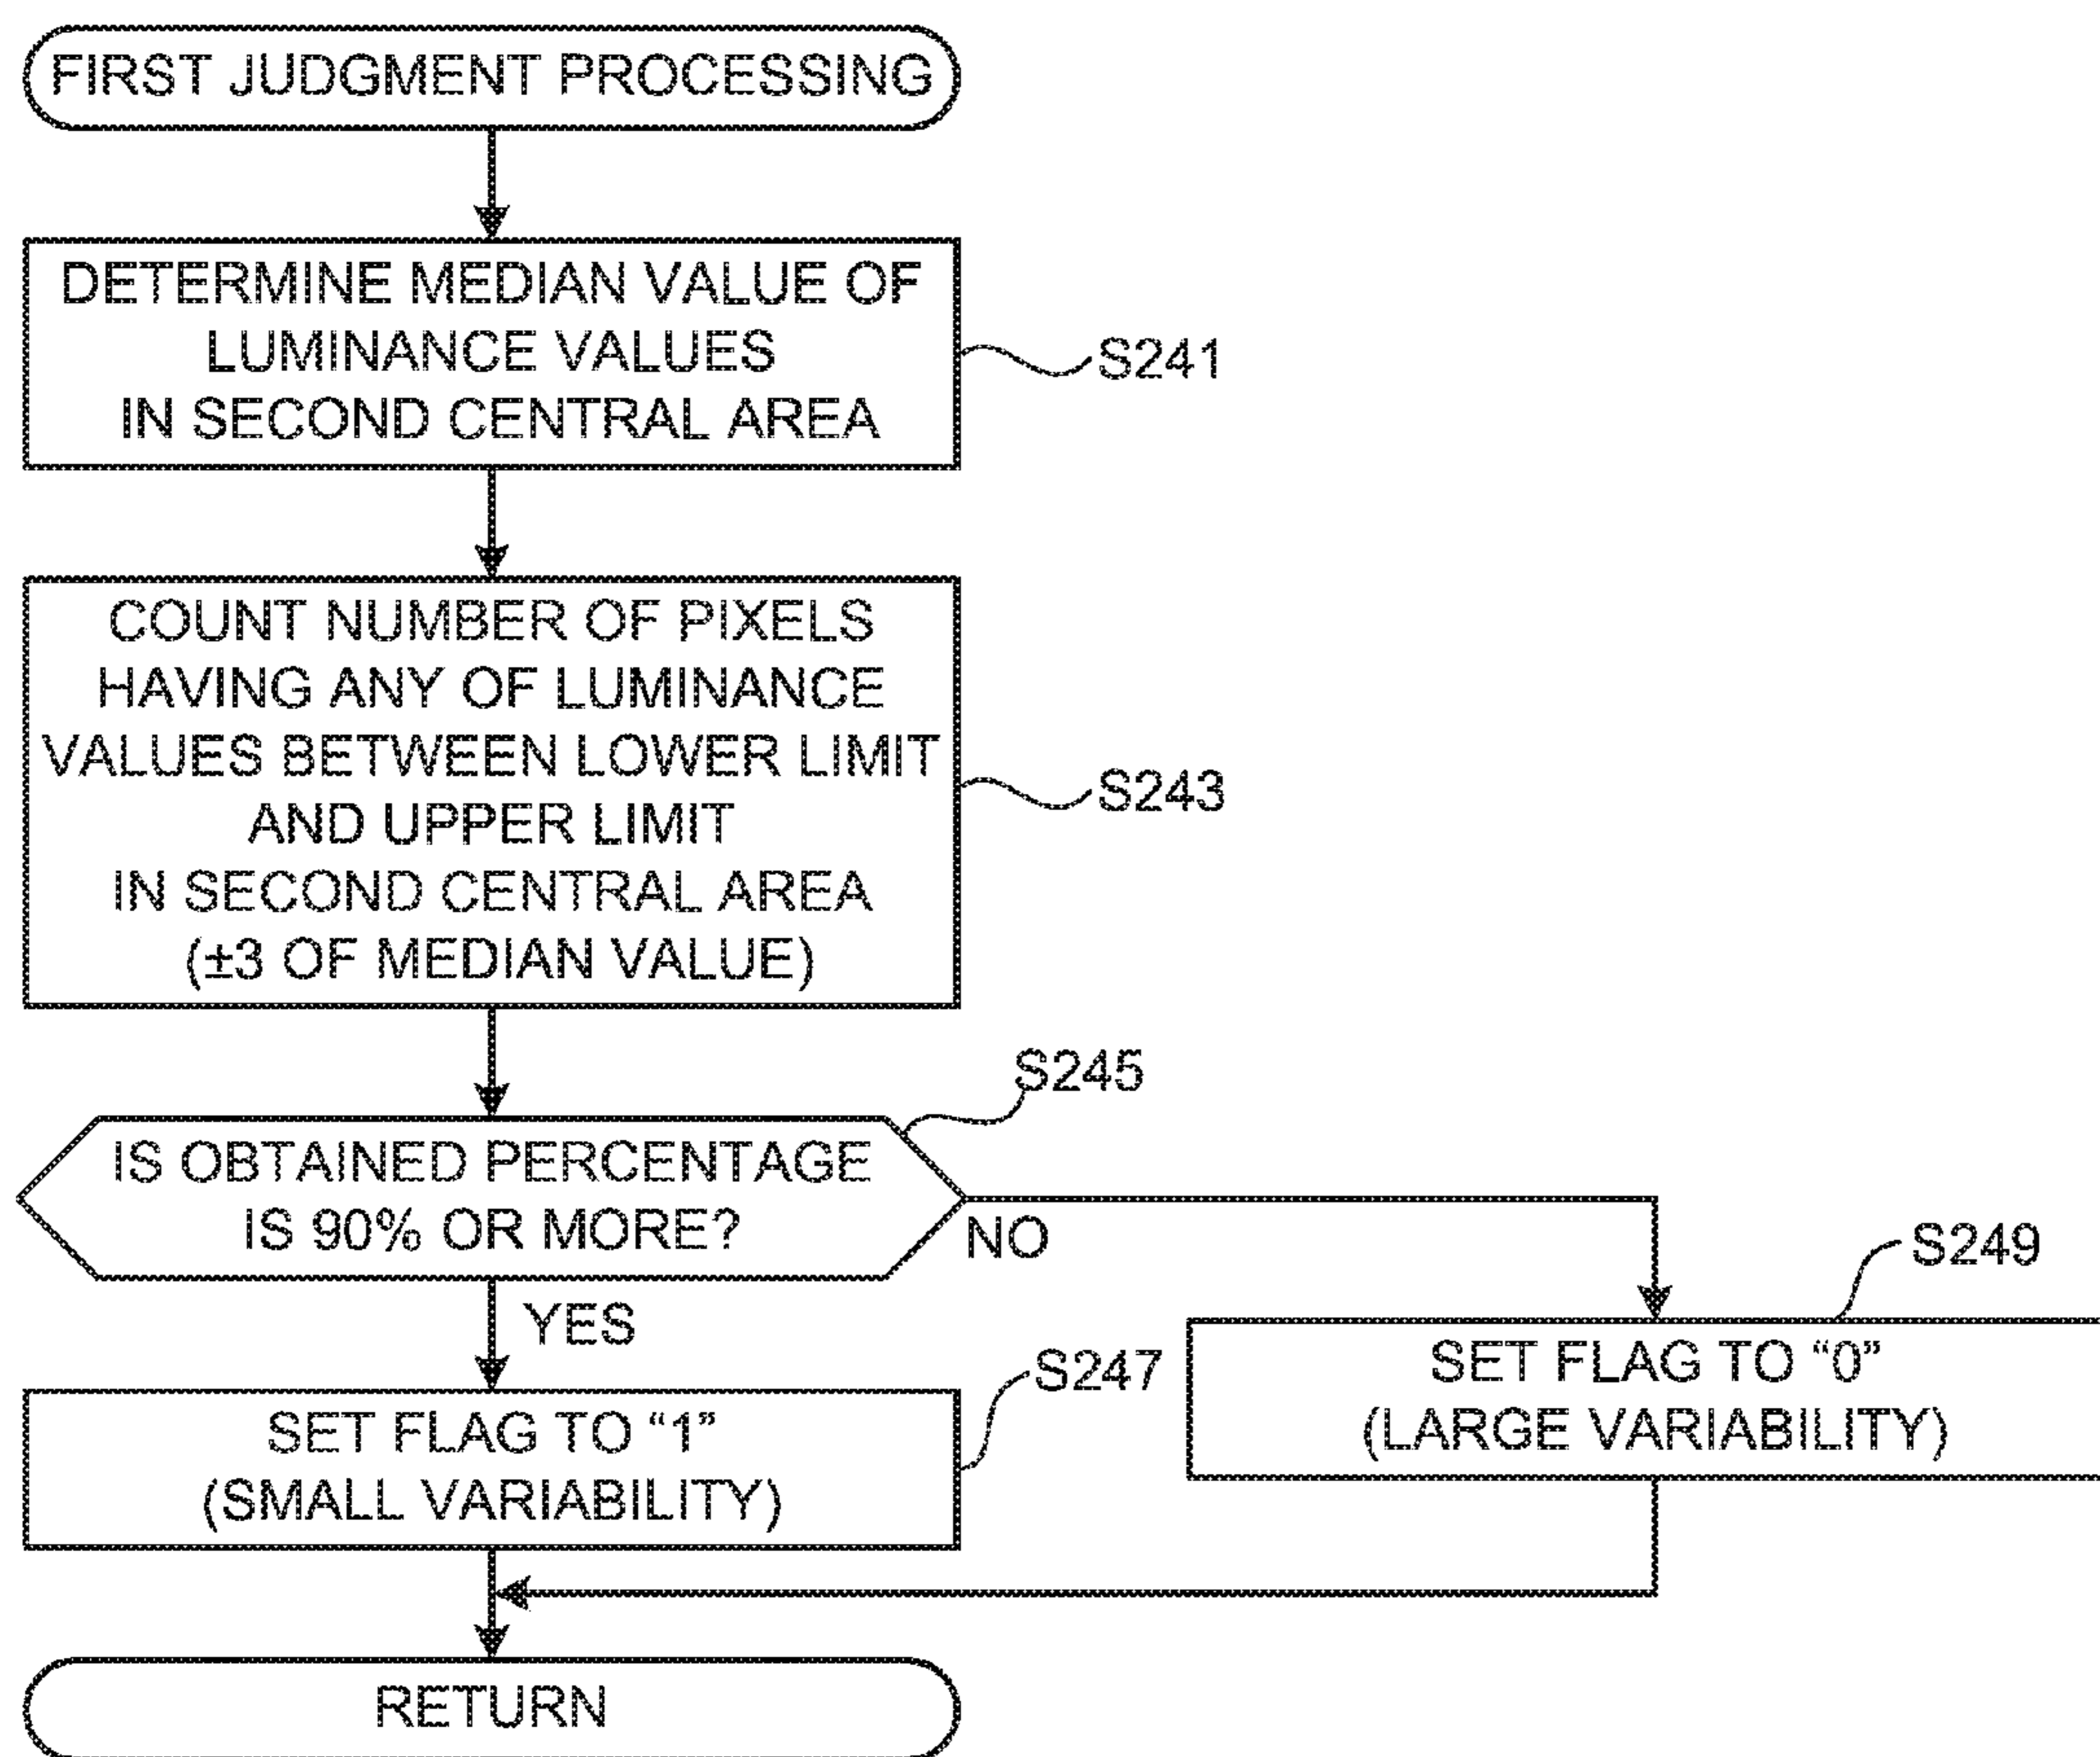 FIRST JUDGMENT PROCESSING
DETERMINE MEDIAN VALUE OF
LUMINANCE VALUES
IN SECOND CENTRAL AREA
S241
COUNT NUMBER OF PIXELS
HAVING ANY OF LUMINANCE
VALUES BETWEEN LOWER LIMIT
AND UPPER LIMIT
IN SECOND CENTRAL AREA
(±3 OF MEDIAN VALUE)
S243
S245
IS OBTAINED PERCENTAGE
IS 90% OR MORE?
NO
YES
S249
SET FLAG TO “0”
(LARGE VARIABILITY)
S247
SET FLAG TO “1”
(SMALL VARIABILITY)
RETURN